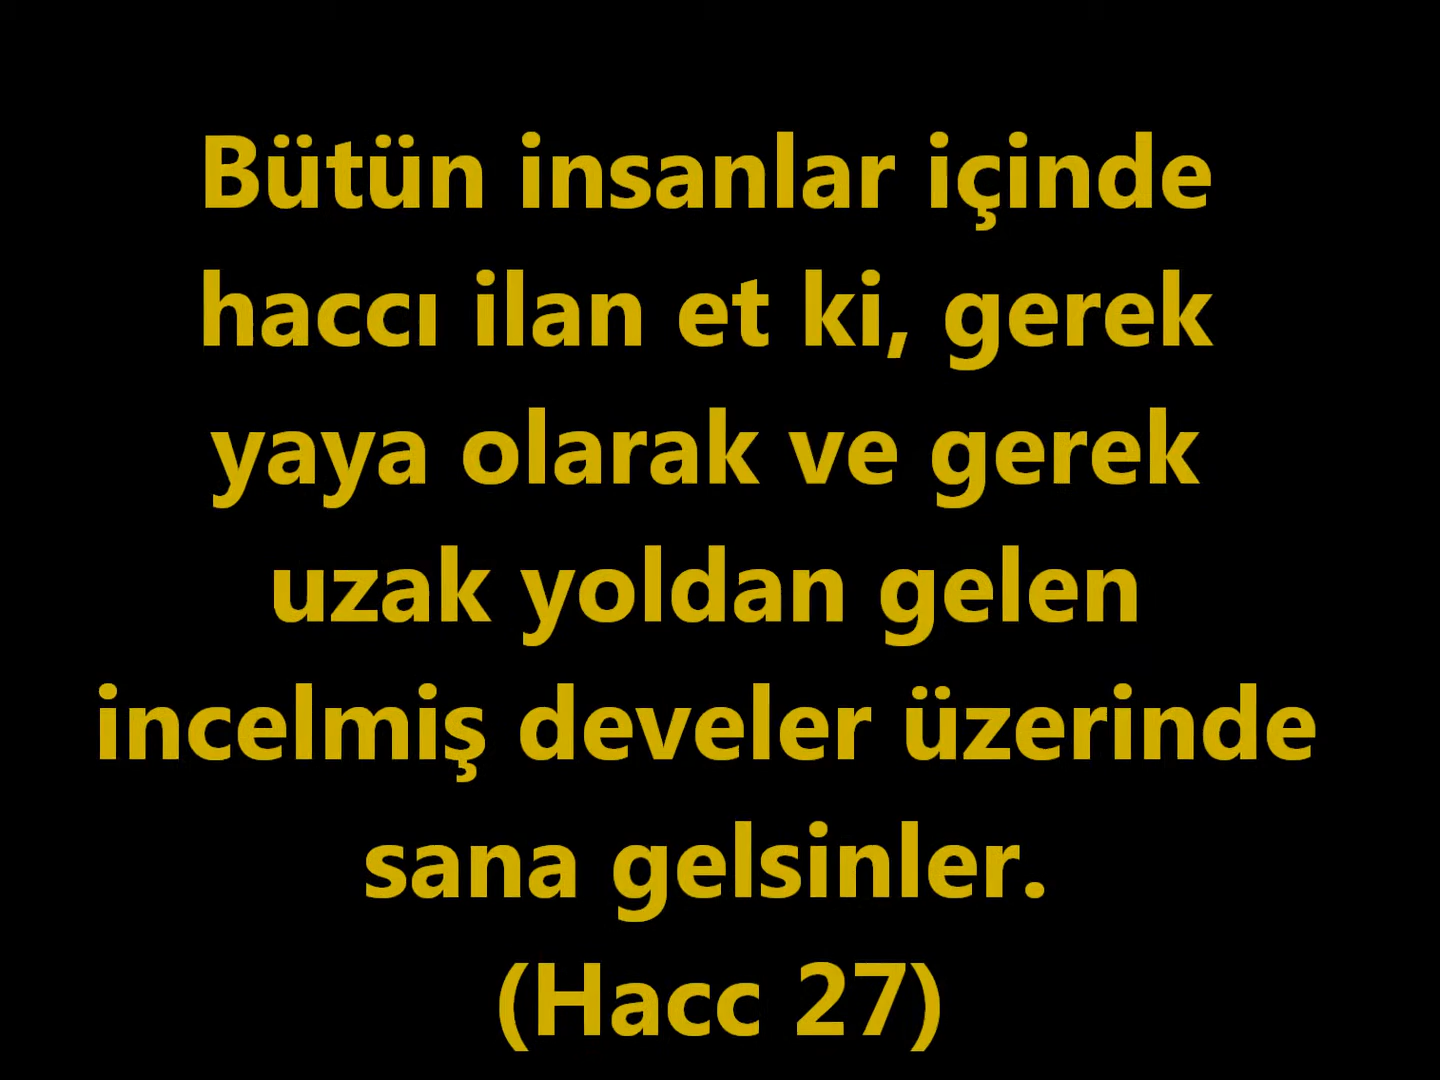 Bütün insanlar içinde
haccı ilan et ki, gerek
yaya olarak ve gerek
uzak yoldan gelen
incelmiş develer üzerinde
sana gelsinler.
(Hacc 27)